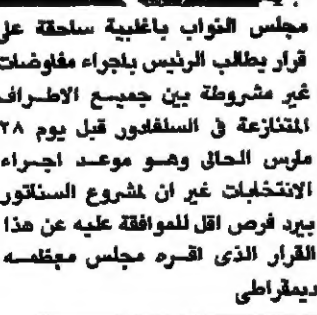 مجلس النواب باغلبية ساحقة على
قرار يطالب الرئيس باجراء مفاوضات
غير مشروطة بين جميع الاطراف
المتنازعة في السلفادور قبل يوم ٢٨
مارس الحالي وهو موعد اجراء
الانتخابات غير ان لمشروع السناتور
بيرد فرص اقل للموافقة عليه عن هذا
القرار الذى اقره مجلس معظمه
ديمقراطى